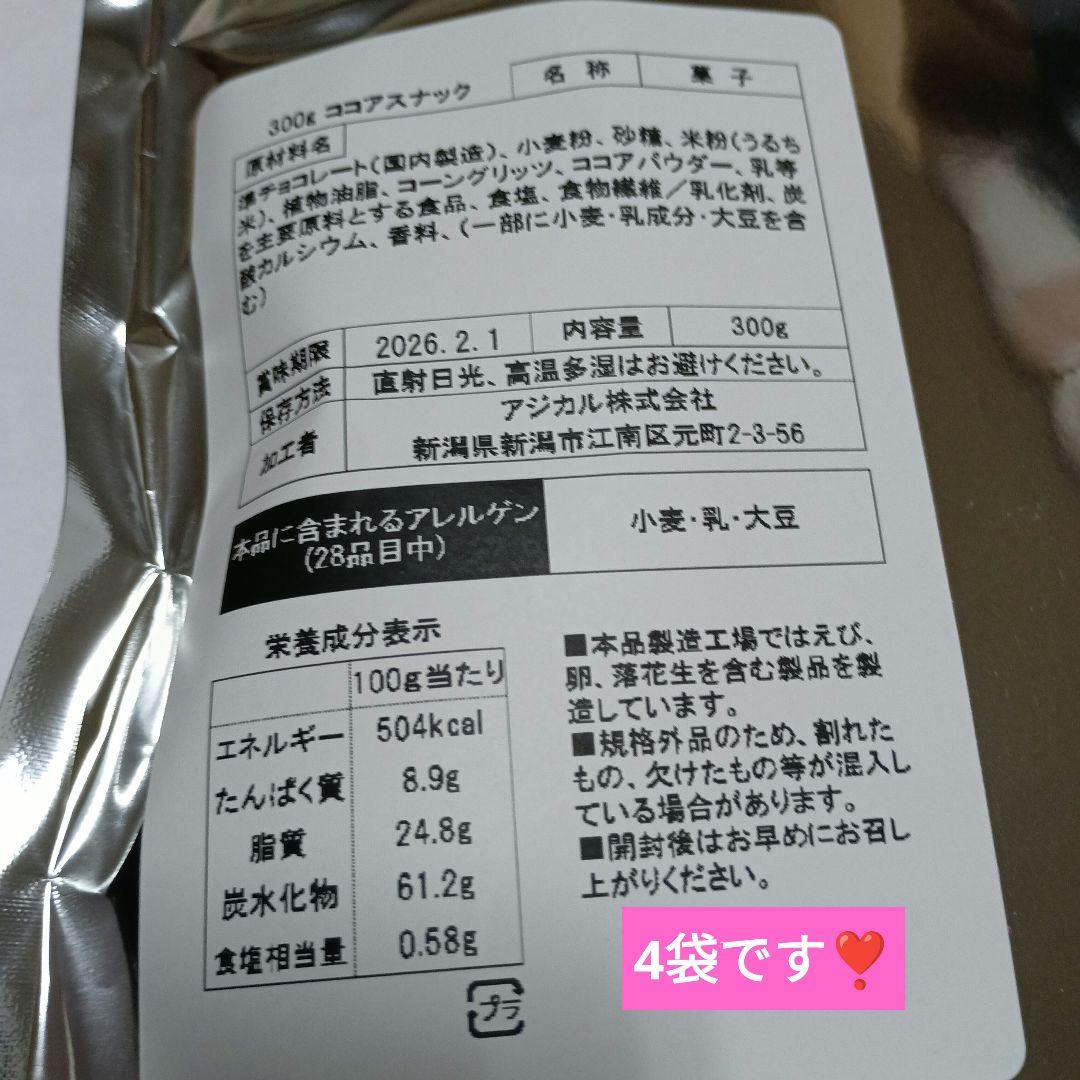 300g ココアスナック
名 称
菓 子
原材料名
準チョコレート(国内製造)、小麦粉、砂糖、米粉(うるち
米)、植物油脂、コーングリッツ、ココアパウダー、乳等
を主要原料とする食品、食塩、食物繊維/乳化剤、炭
酸カルシウム、香料、(一部に小麦・乳成分・大豆を含
む)
賞味期限
2026.2.1
内容量
300g
保存方法
直射日光、高温多湿はお避けください。
加工者
アジカル株式会社
新潟県新潟市江南区元町2-3-56
本品に含まれるアレルゲン
(28品目中)
小麦・乳・大豆
栄養成分表示
100g当たり
エネルギー 504kcal
たんぱく質 8.9g
脂質 24.8g
炭水化物 61.2g
食塩相当量 0.58g
■本品製造工場ではえび、
卵、落花生を含む製品を製
造しています。
■規格外品のため、割れた
もの、欠けたもの等が混入し
ている場合があります。
■開封後はお早めにお召し
上がりください。
プラ
4袋です❣️